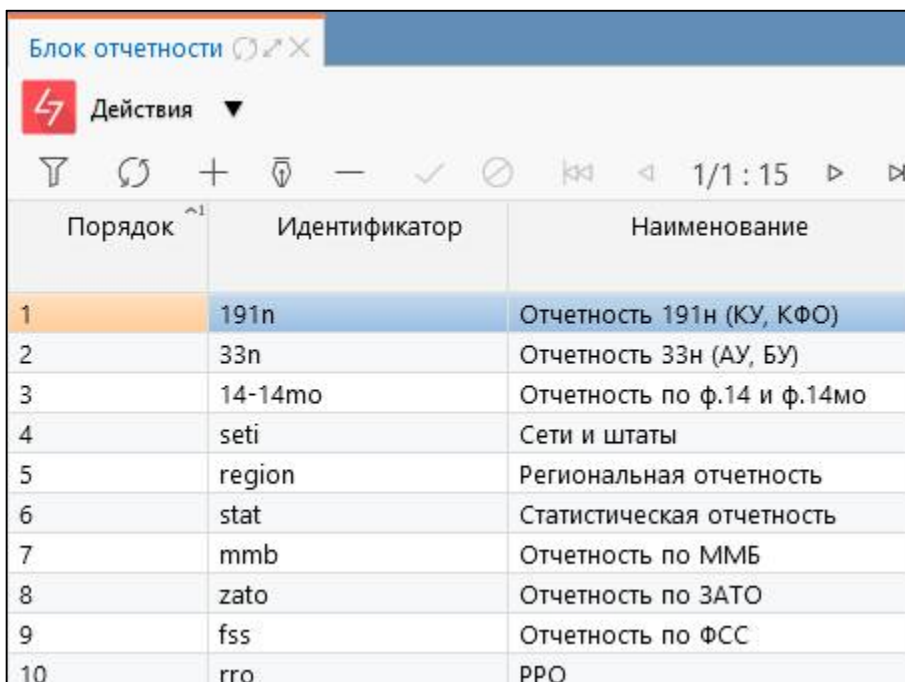 Блок отчетности
Действия
1/1 : 15
Порядок 1 Идентификатор Наименование
1 191n Отчетность 191н (КУ, КФО)
2 33n Отчетность 33н (АУ, БУ)
3 14-14mo Отчетность по ф.14 и ф.14мо
4 seti Сети и штаты
5 region Региональная отчетность
6 stat Статистическая отчетность
7 mmb Отчетность по ММБ
8 zato Отчетность по ЗАТО
9 fss Отчетность по ФСС
10 rro РРО